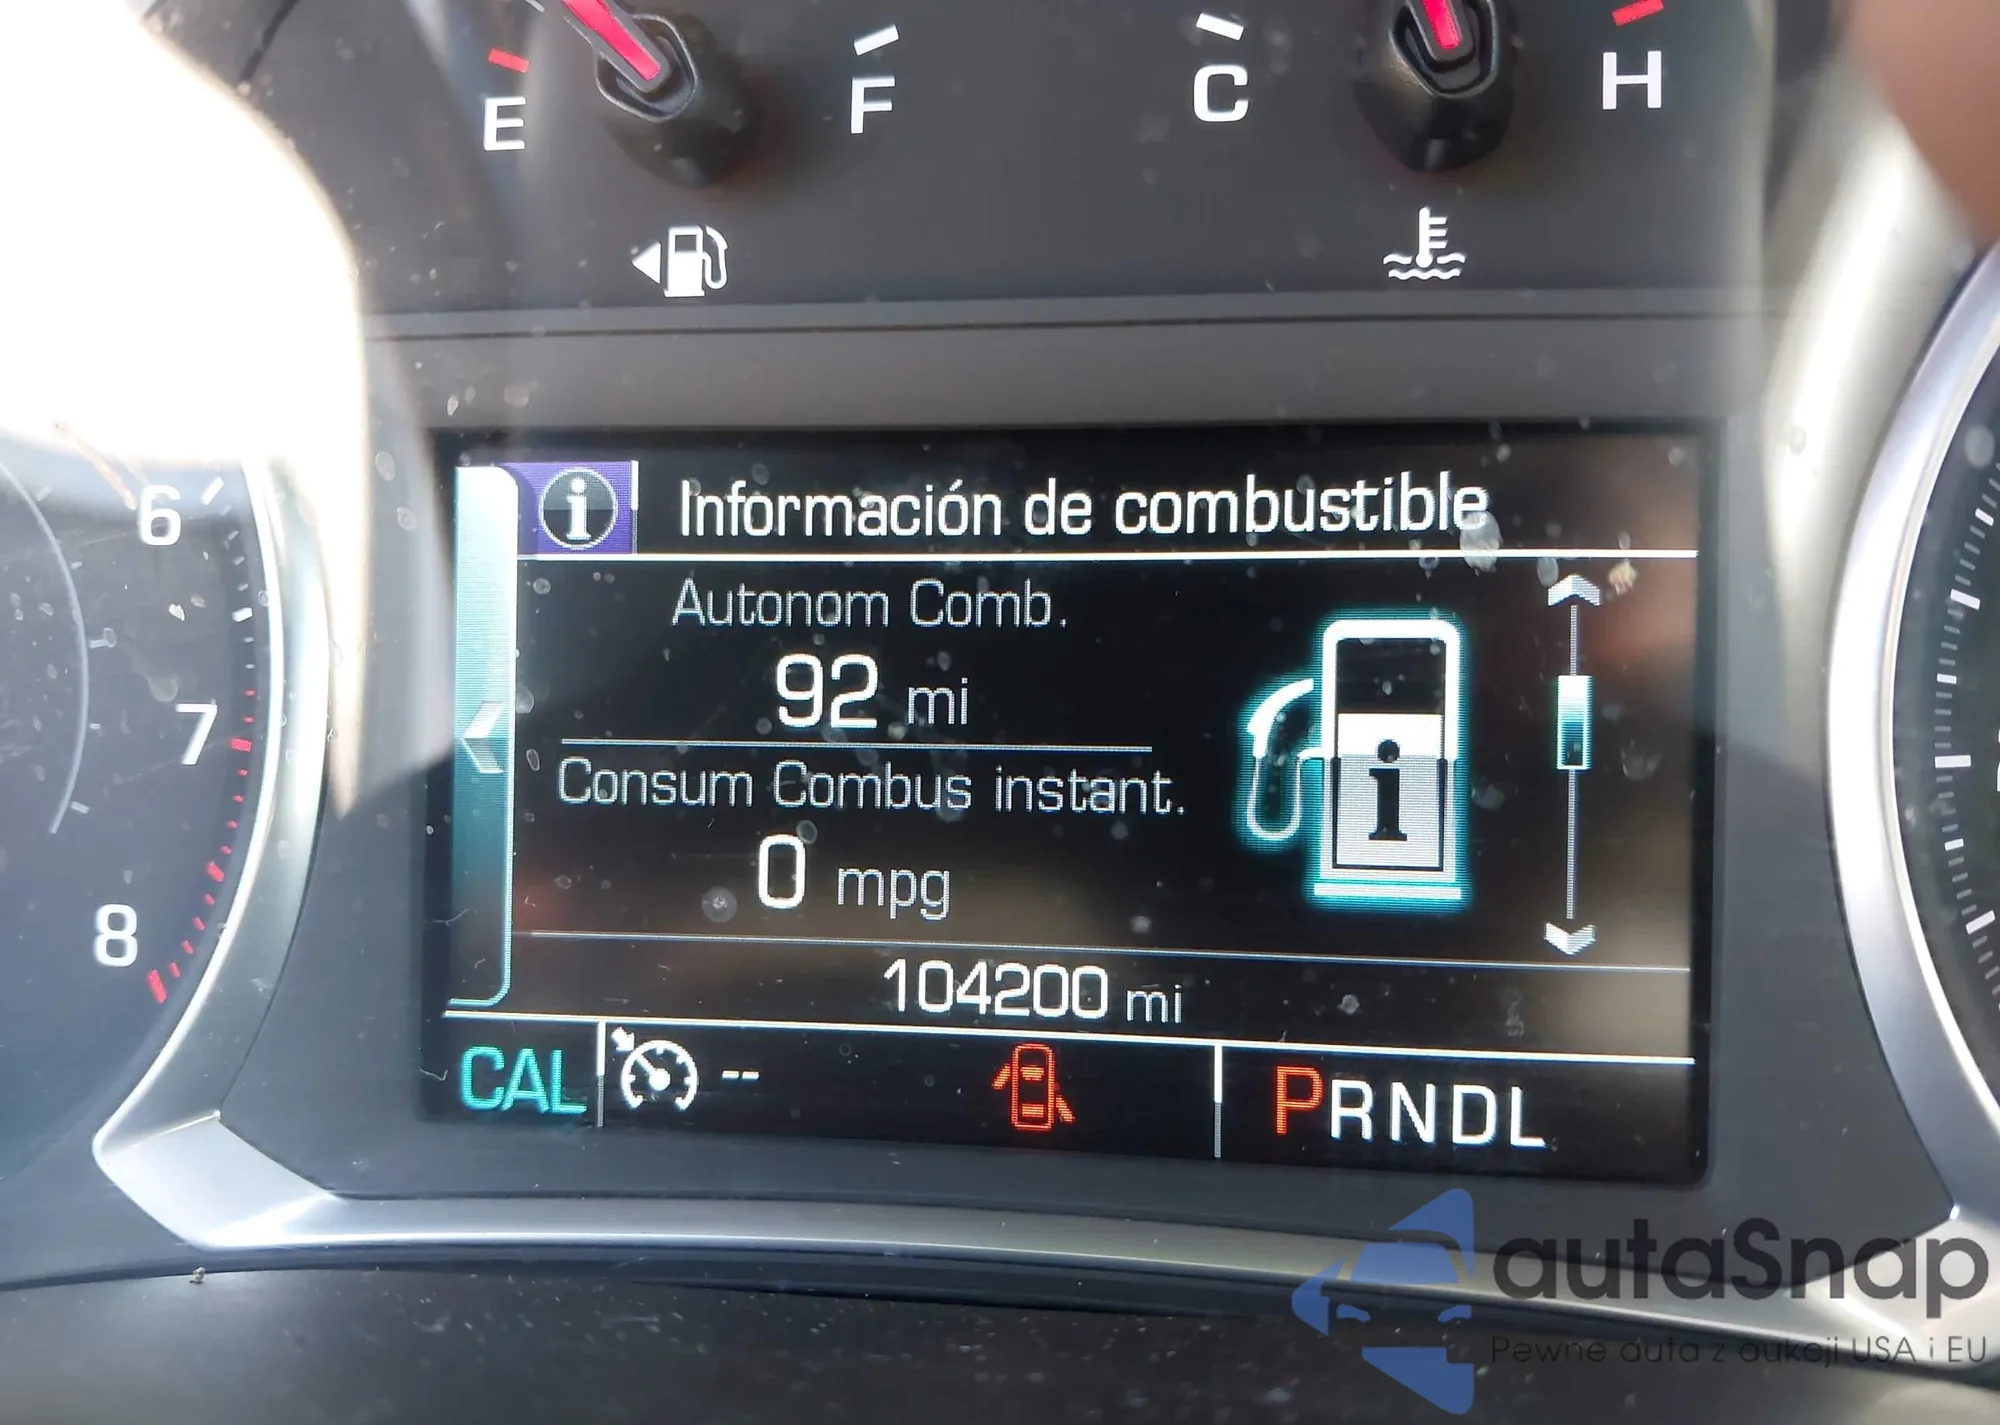 E F C H
6
7
8
i Información de combustible
Autonom Comb.
92 mi
Consum Combus instant.
0 mpg
i
104200 mi
CAL -- PRNDL
autaSnap
Pewne auta z aukcji USA i EU